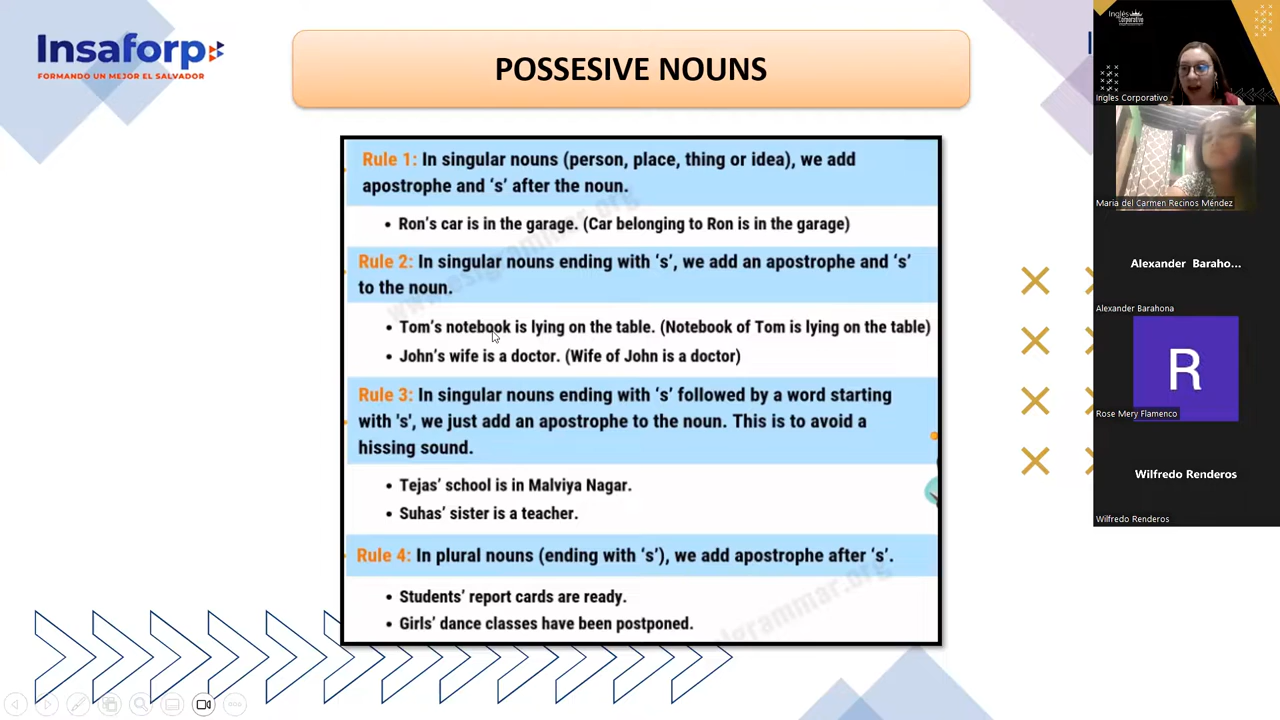 Insaforp
FORMANDO UN MEJOR EL SALVADOR
POSSESIVE NOUNS
Rule 1: In singular nouns (person, place, thing or idea), we add
apostrophe and ‘s’ after the noun.
• Ron’s car is in the garage. (Car belonging to Ron is in the garage)
Rule 2: In singular nouns ending with ‘s’, we add an apostrophe and ‘s’
to the noun.
• Tom’s notebook is lying on the table. (Notebook of Tom is lying on the table)
• John’s wife is a doctor. (Wife of John is a doctor)
Rule 3: In singular nouns ending with ‘s’ followed by a word starting
with 's', we just add an apostrophe to the noun. This is to avoid a
hissing sound.
• Tejas’ school is in Malviya Nagar.
• Suhas’ sister is a teacher.
Rule 4: In plural nouns (ending with ‘s’), we add apostrophe after ‘s’.
• Students’ report cards are ready.
• Girls’ dance classes have been postponed.
Inglés
Corporativo
Ingles Corporativo
Maria del Carmen Recinos Méndez
Alexander Baraho...
Alexander Barahona
R
Rose Mery Flamenco
Wilfredo Renderos
Wilfredo Renderos